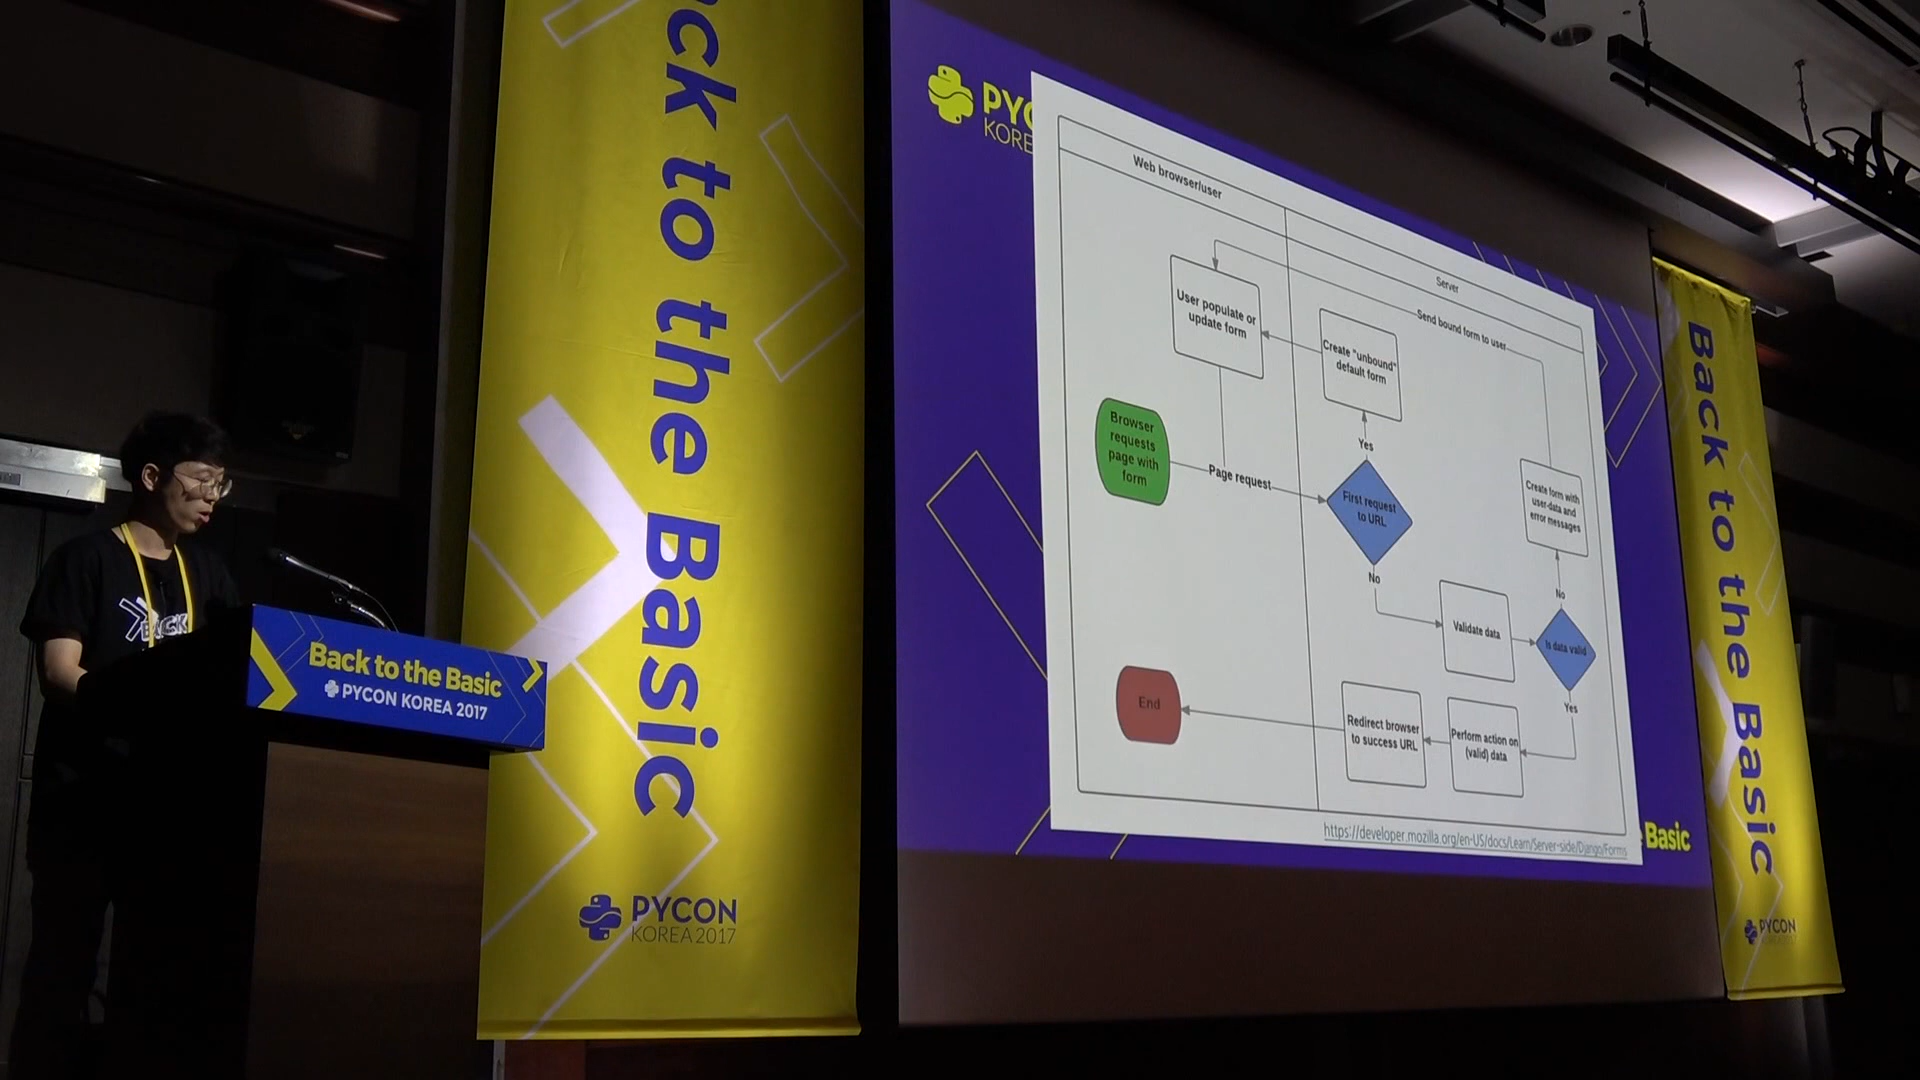 ck to the Basic
PYCON
KOREA 2017
Back to the Basic
PYCON KOREA 2017
BACK
PYC
KORE
Web browser/user
Server
User populate or
update form
Create "unbound"
default form
Send bound form to user
Browser
requests
page with
form
Page request
Yes
First request
to URL
No
Create form with
user-data and
error messages
No
Validate data
Is data valid
Yes
End
Redirect browser
to success URL
Perform action on
(valid) data
https://developer.mozilla.org/en-US/docs/Learn/Server-side/Django/Forms
Basic
Back to the Basic
PYCON